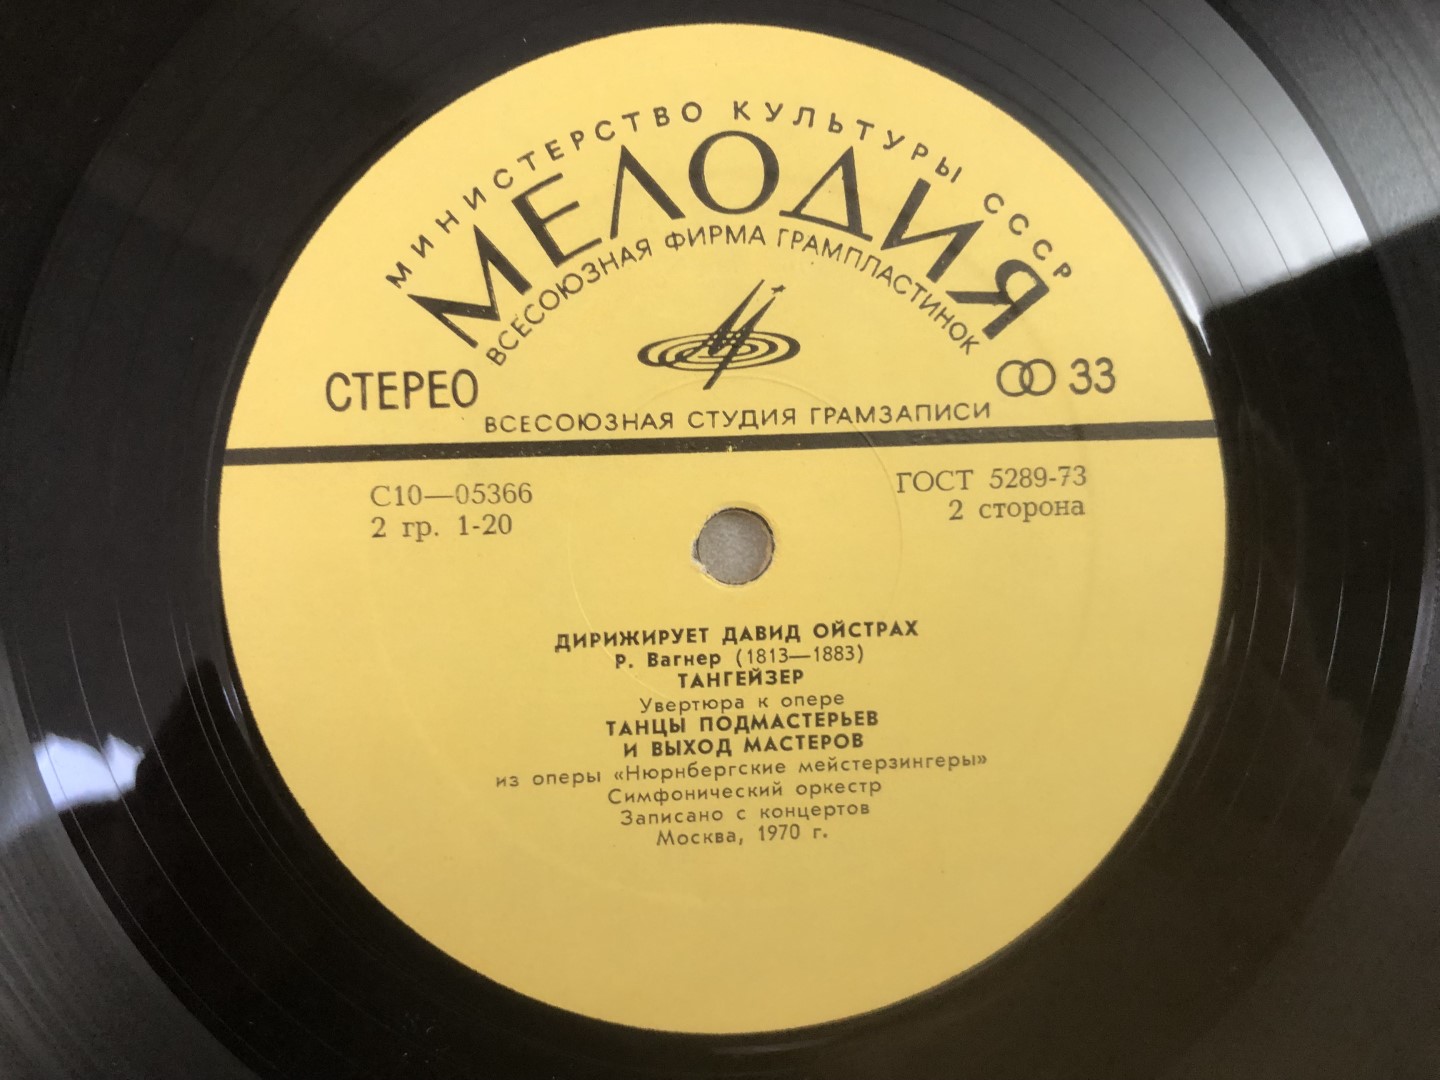 МИНИСТЕРСТВО КУЛЬТУРЫ СССР
МЕЛОДИЯ
ВСЕСОЮЗНАЯ ФИРМА ГРАМПЛАСТИНОК
СТЕРЕО
33
ВСЕСОЮЗНАЯ СТУДИЯ ГРАМЗАПИСИ
С10—05366
2 гр. 1-20
ГОСТ 5289-73
2 сторона
ДИРИЖИРУЕТ ДАВИД ОЙСТРАХ
Р. Вагнер (1813—1883)
ТАНГЕЙЗЕР
Увертюра к опере
ТАНЦЫ ПОДМАСТЕРЬЕВ
И ВЫХОД МАСТЕРОВ
из оперы «Нюрнбергские мейстерзингеры»
Симфонический оркестр
Записано с концертов
Москва, 1970 г.